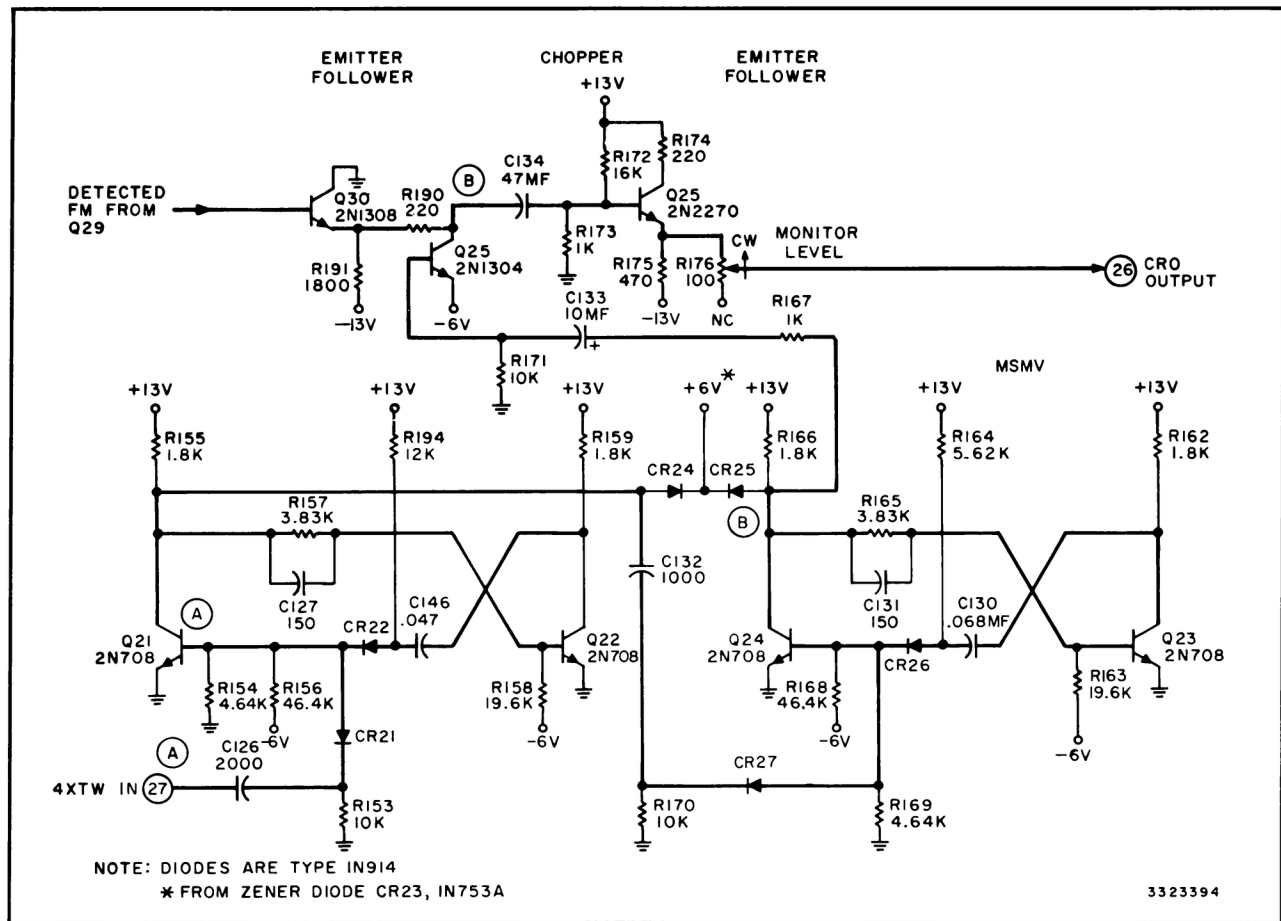 EMITTER
FOLLOWER
CHOPPER
EMITTER
FOLLOWER
+13V
R174
220
R172
16K
DETECTED
FM FROM
Q29
Q30
2N1308
R190
220
B
C134
47MF
Q25
2N2270
R191
1800
-13V
Q25
2N1304
-6V
R173
1K
R175
470
-13V
R176
100
NC
CW
MONITOR
LEVEL
26
CRO
OUTPUT
C133
10MF
+
R167
1K
R171
10K
MSMV
+13V
+13V
+13V
+6V*
+13V
+13V
+13V
R155
1.8K
R194
12K
R159
1.8K
CR24
CR25
R166
1.8K
R164
5.62K
R162
1.8K
R157
3.83K
C127
150
B
R165
3.83K
C131
150
C132
1000
A
Q21
2N708
CR22
C146
.047
Q22
2N708
Q24
2N708
CR26
C130
.068MF
Q23
2N708
R154
4.64K
R156
46.4K
-6V
R158
19.6K
-6V
R168
46.4K
-6V
R163
19.6K
-6V
A
C126
2000
CR21
CR27
4XTW IN
27
R153
10K
R170
10K
R169
4.64K
NOTE: DIODES ARE TYPE IN914
* FROM ZENER DIODE CR23, IN753A
3323394